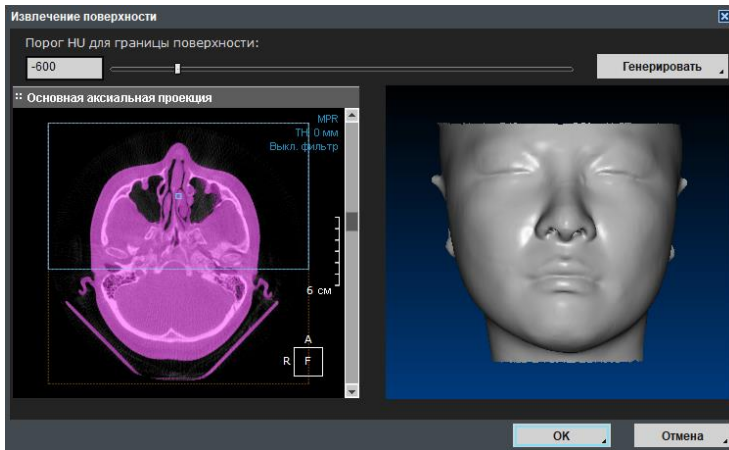 Извлечение поверхности
Порог HU для границы поверхности:
-600
Генерировать
Основная аксиальная проекция
MPR
TH: 0 мм
Выкл. фильтр
6 см
A
R F
OK
Отмена